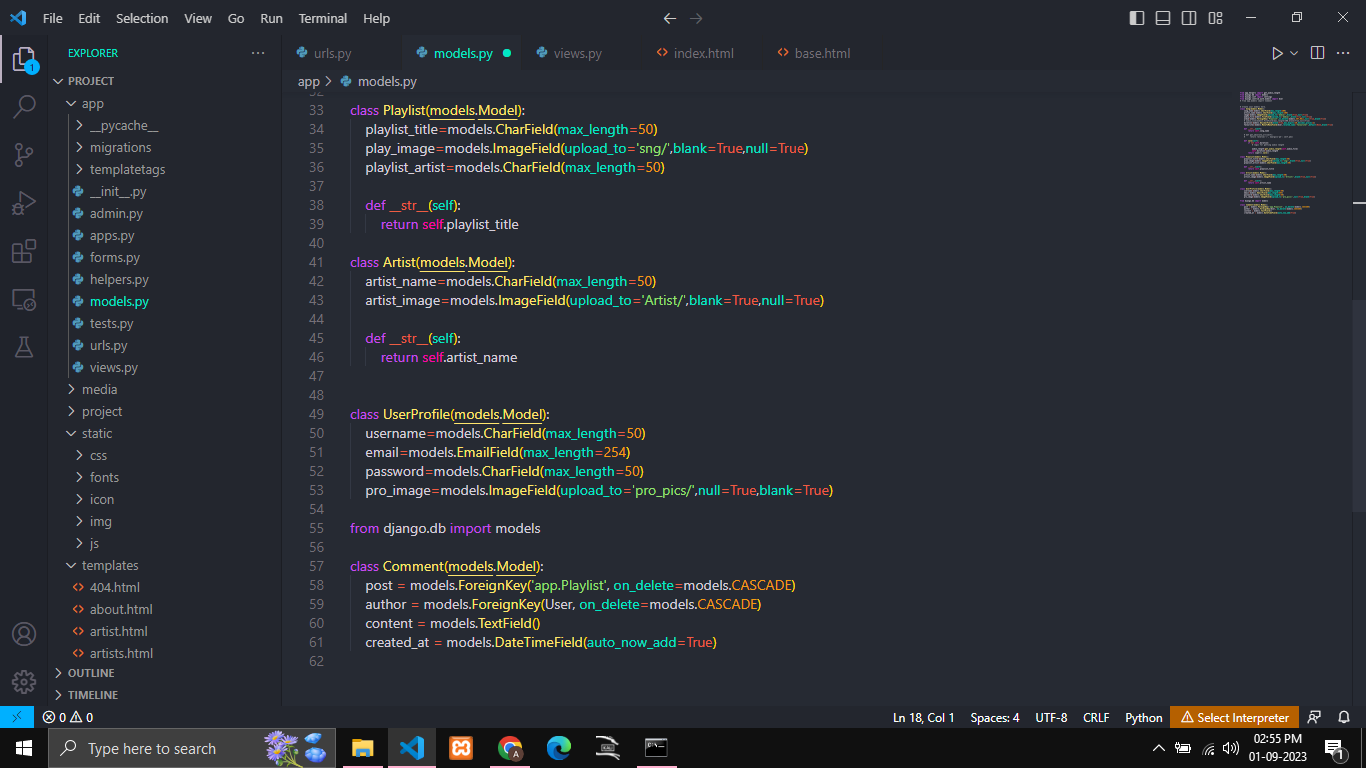 File Edit Selection View Go Run Terminal Help
EXPLORER
urls.py
models.py
views.py
index.html
base.html
1
PROJECT
app
__pycache__
migrations
templatetags
__init__.py
admin.py
apps.py
forms.py
helpers.py
models.py
tests.py
urls.py
views.py
media
project
static
css
fonts
icon
img
js
templates
404.html
about.html
artist.html
artists.html
OUTLINE
TIMELINE
app > models.py
33 class Playlist(models.Model):
34 playlist_title=models.CharField(max_length=50)
35 play_image=models.ImageField(upload_to='sng/',blank=True,null=True)
36 playlist_artist=models.CharField(max_length=50)
37
38 def __str__(self):
39 return self.playlist_title
40
41 class Artist(models.Model):
42 artist_name=models.CharField(max_length=50)
43 artist_image=models.ImageField(upload_to='Artist/',blank=True,null=True)
44
45 def __str__(self):
46 return self.artist_name
47
48
49 class UserProfile(models.Model):
50 username=models.CharField(max_length=50)
51 email=models.EmailField(max_length=254)
52 password=models.CharField(max_length=50)
53 pro_image=models.ImageField(upload_to='pro_pics/',null=True,blank=True)
54
55 from django.db import models
56
57 class Comment(models.Model):
58 post = models.ForeignKey('app.Playlist', on_delete=models.CASCADE)
59 author = models.ForeignKey(User, on_delete=models.CASCADE)
60 content = models.TextField()
61 created_at = models.DateTimeField(auto_now_add=True)
62
0 0
Ln 18, Col 1 Spaces: 4 UTF-8 CRLF Python Select Interpreter
Type here to search
A
02:55 PM
01-09-2023
1